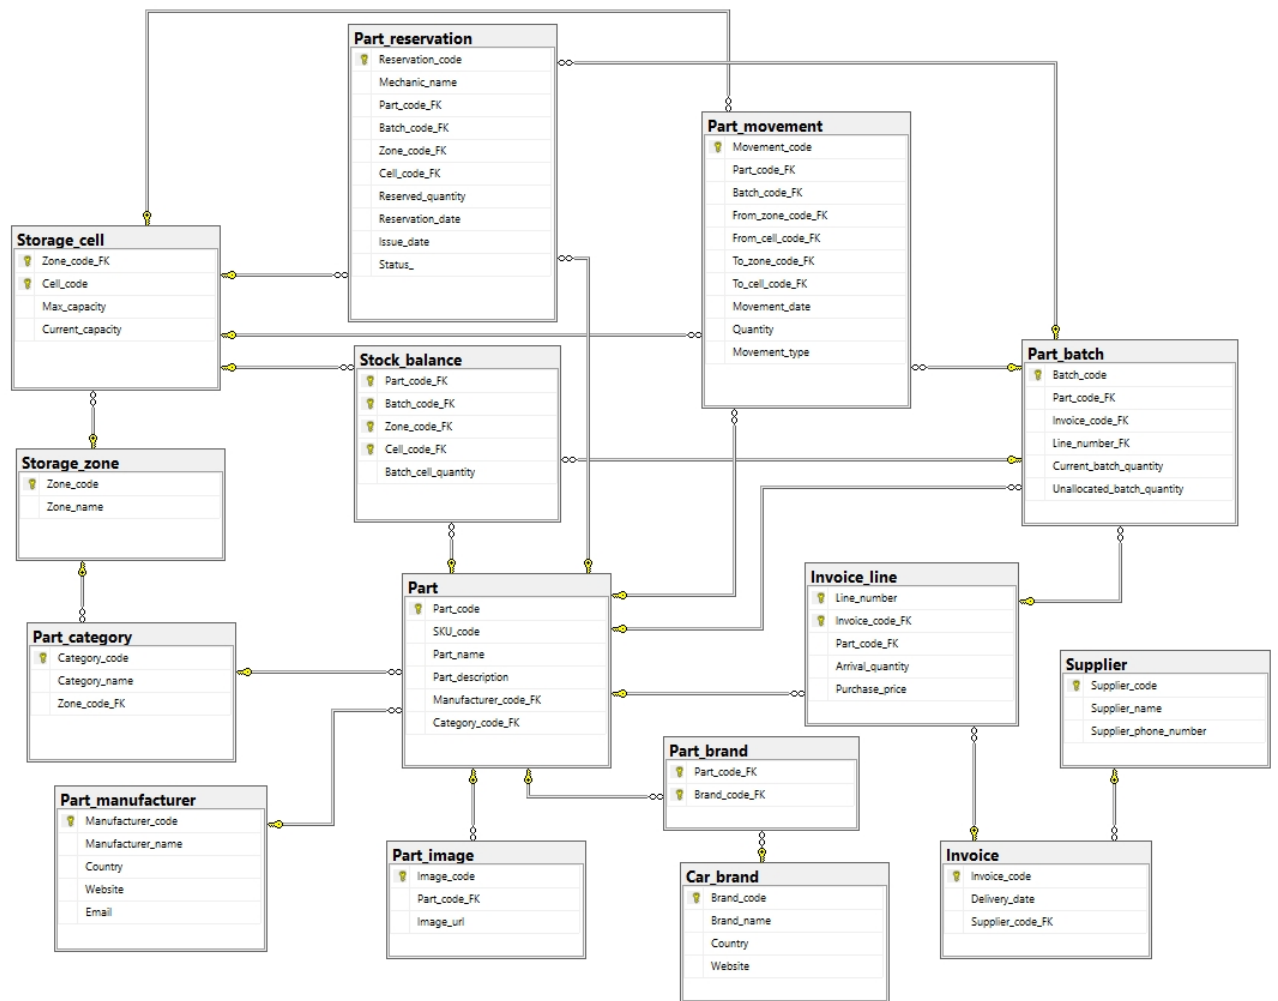 Part_reservation
Reservation_code
Mechanic_name
Part_code_FK
Batch_code_FK
Zone_code_FK
Cell_code_FK
Reserved_quantity
Reservation_date
Issue_date
Status_
Part_movement
Movement_code
Part_code_FK
Batch_code_FK
From_zone_code_FK
From_cell_code_FK
To_zone_code_FK
To_cell_code_FK
Movement_date
Quantity
Movement_type
Storage_cell
Zone_code_FK
Cell_code
Max_capacity
Current_capacity
Stock_balance
Part_code_FK
Batch_code_FK
Zone_code_FK
Cell_code_FK
Batch_cell_quantity
Part_batch
Batch_code
Part_code_FK
Invoice_code_FK
Line_number_FK
Current_batch_quantity
Unallocated_batch_quantity
Storage_zone
Zone_code
Zone_name
Part
Part_code
SKU_code
Part_name
Part_description
Manufacturer_code_FK
Category_code_FK
Invoice_line
Line_number
Invoice_code_FK
Part_code_FK
Arrival_quantity
Purchase_price
Part_category
Category_code
Category_name
Zone_code_FK
Supplier
Supplier_code
Supplier_name
Supplier_phone_number
Part_brand
Part_code_FK
Brand_code_FK
Part_manufacturer
Manufacturer_code
Manufacturer_name
Country
Website
Email
Part_image
Image_code
Part_code_FK
Image_url
Car_brand
Brand_code
Brand_name
Country
Website
Invoice
Invoice_code
Delivery_date
Supplier_code_FK